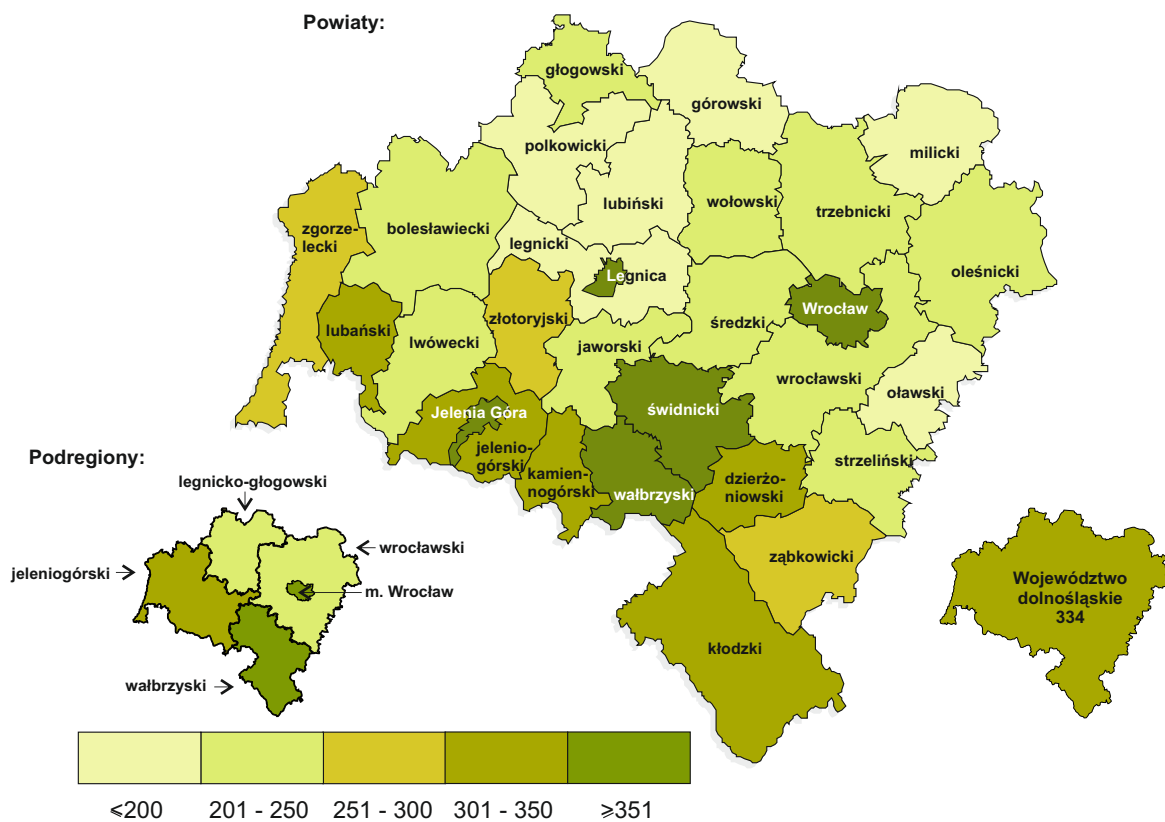 Powiaty:
głogowski
górowski
polkowicki
milicki
lubiński
wołowski
trzebnicki
zgorze-
lecki
bolesławiecki
legnicki
oleśnicki
Legnica
Wrocław
lubański
złotoryjski
średzki
lwówecki
jaworski
wrocławski
oławski
Jelenia Góra
świdnicki
jelenio-
górski
strzeliński
kamien-
nogórski
wałbrzyski
dzierżo-
niowski
ząbkowicki
kłodzki
Podregiony:
legnicko-głogowski
wrocławski
jeleniogórski
m. Wrocław
wałbrzyski
Województwo
dolnośląskie
334
⩽200 201 - 250 251 - 300 301 - 350 ⩾351